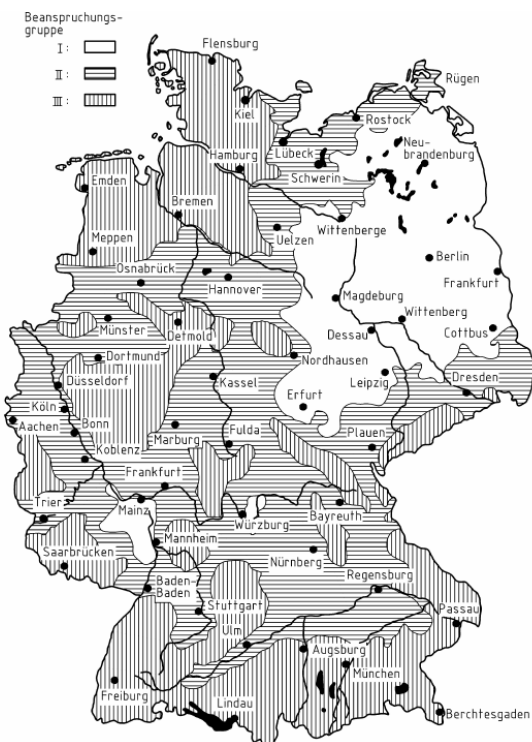 Beanspruchungs-
gruppe
I :
II :
III :
Flensburg
Rügen
Kiel
Rostock
Lübeck
Neu-
brandenburg
Hamburg
Schwerin
Emden
Bremen
Wittenberge
Uelzen
Meppen
Berlin
Osnabrück
Hannover
Frankfurt
Magdeburg
Wittenberg
Münster
Detmold
Dessau
Cottbus
Dortmund
Nordhausen
Düsseldorf
Kassel
Leipzig
Dresden
Köln
Erfurt
Aachen
Bonn
Marburg
Fulda
Plauen
Koblenz
Frankfurt
Trier
Mainz
Würzburg
Bayreuth
Mannheim
Saarbrücken
Nürnberg
Baden-
Baden
Regensburg
Stuttgart
Passau
Ulm
Augsburg
München
Freiburg
Lindau
Berchtesgaden